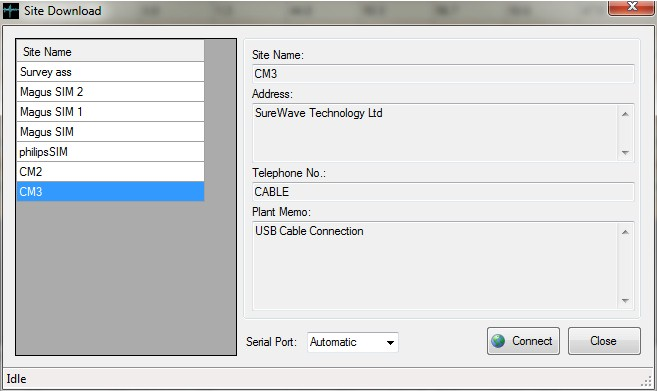 Site Download
Site Name
Survey ass
Magus SIM 2
Magus SIM 1
Magus SIM
philipsSIM
CM2
CM3
Site Name:
CM3
Address:
SureWave Technology Ltd
Telephone No.:
CABLE
Plant Memo:
USB Cable Connection
Serial Port:
Automatic
Connect
Close
Idle